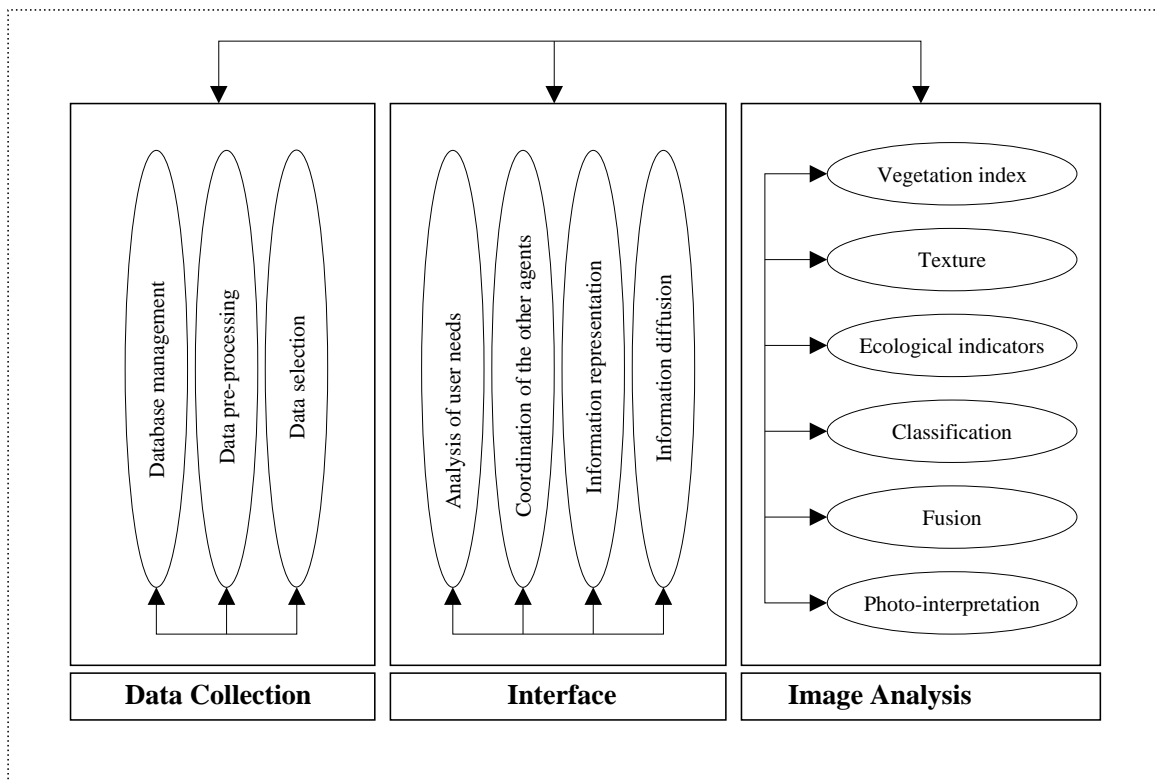 Database management
Data pre-processing
Data selection
Data Collection
Analysis of user needs
Coordination of the other agents
Information representation
Information diffusion
Interface
Vegetation index
Texture
Ecological indicators
Classification
Fusion
Photo-interpretation
Image Analysis